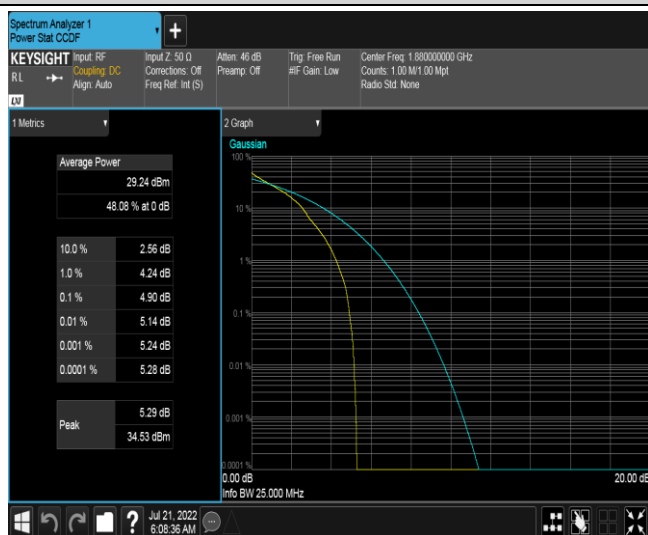 Spectrum Analyzer 1
Power Stat CCDF
KEYSIGHT
RL
LXI
Input: RF
Coupling: DC
Align: Auto
Input Z: 50 Ω
Corrections: Off
Freq Ref: Int (S)
Atten: 46 dB
Preamp: Off
Trig: Free Run
#IF Gain: Low
Center Freq: 1.880000000 GHz
Counts: 1.00 M/1.00 Mpt
Radio Std: None
1 Metrics
Average Power
29.24 dBm
48.08 % at 0 dB
10.0 % 2.56 dB
1.0 % 4.24 dB
0.1 % 4.90 dB
0.01 % 5.14 dB
0.001 % 5.24 dB
0.0001 % 5.28 dB
Peak
5.29 dB
34.53 dBm
2 Graph
Gaussian
100 %
10 %
1 %
0.1 %
0.01 %
0.001 %
0.0001 %
0.00 dB 20.00 dB
Info BW 25.000 MHz
Jul 21, 2022
6:08:36 AM